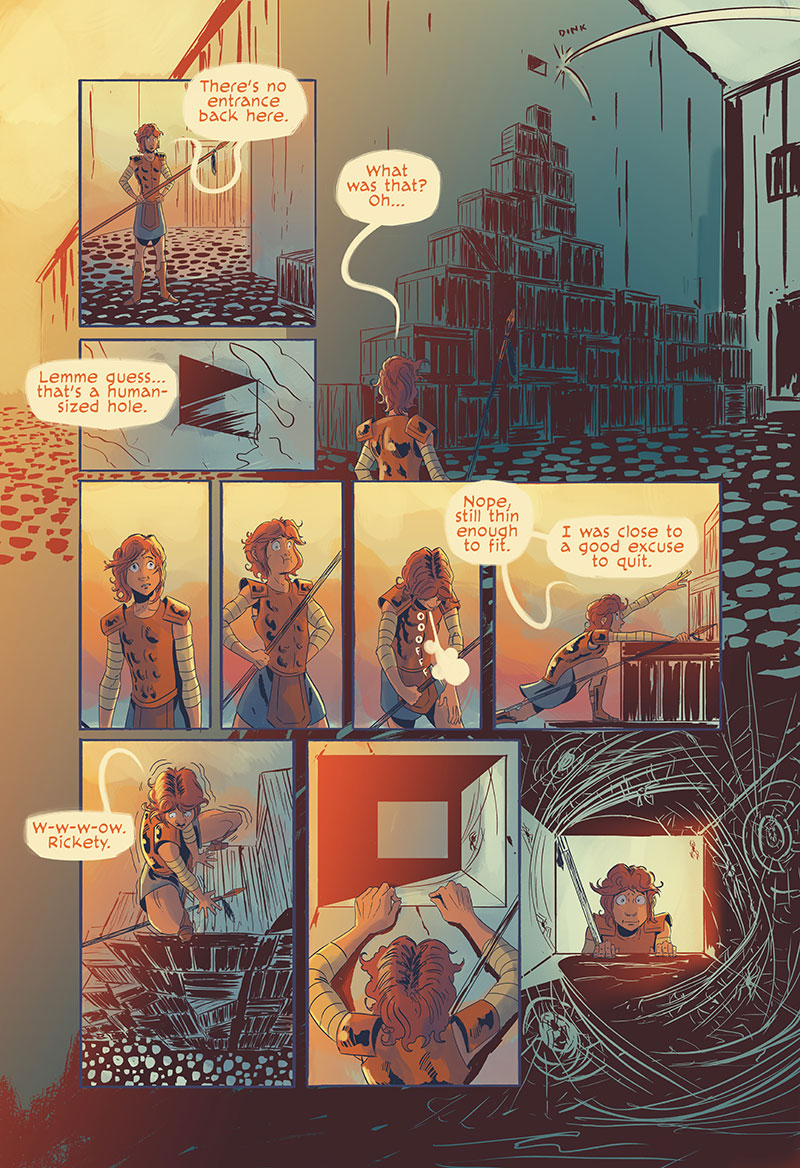 There's no
entrance
back here.
DINK
What
was that?
Oh...
Lemme guess...
that's a human-
sized hole.
OOOFFF
Nope,
still thin
enough
to fit.
I was close to
a good excuse
to quit.
W-w-w-ow.
Rickety.